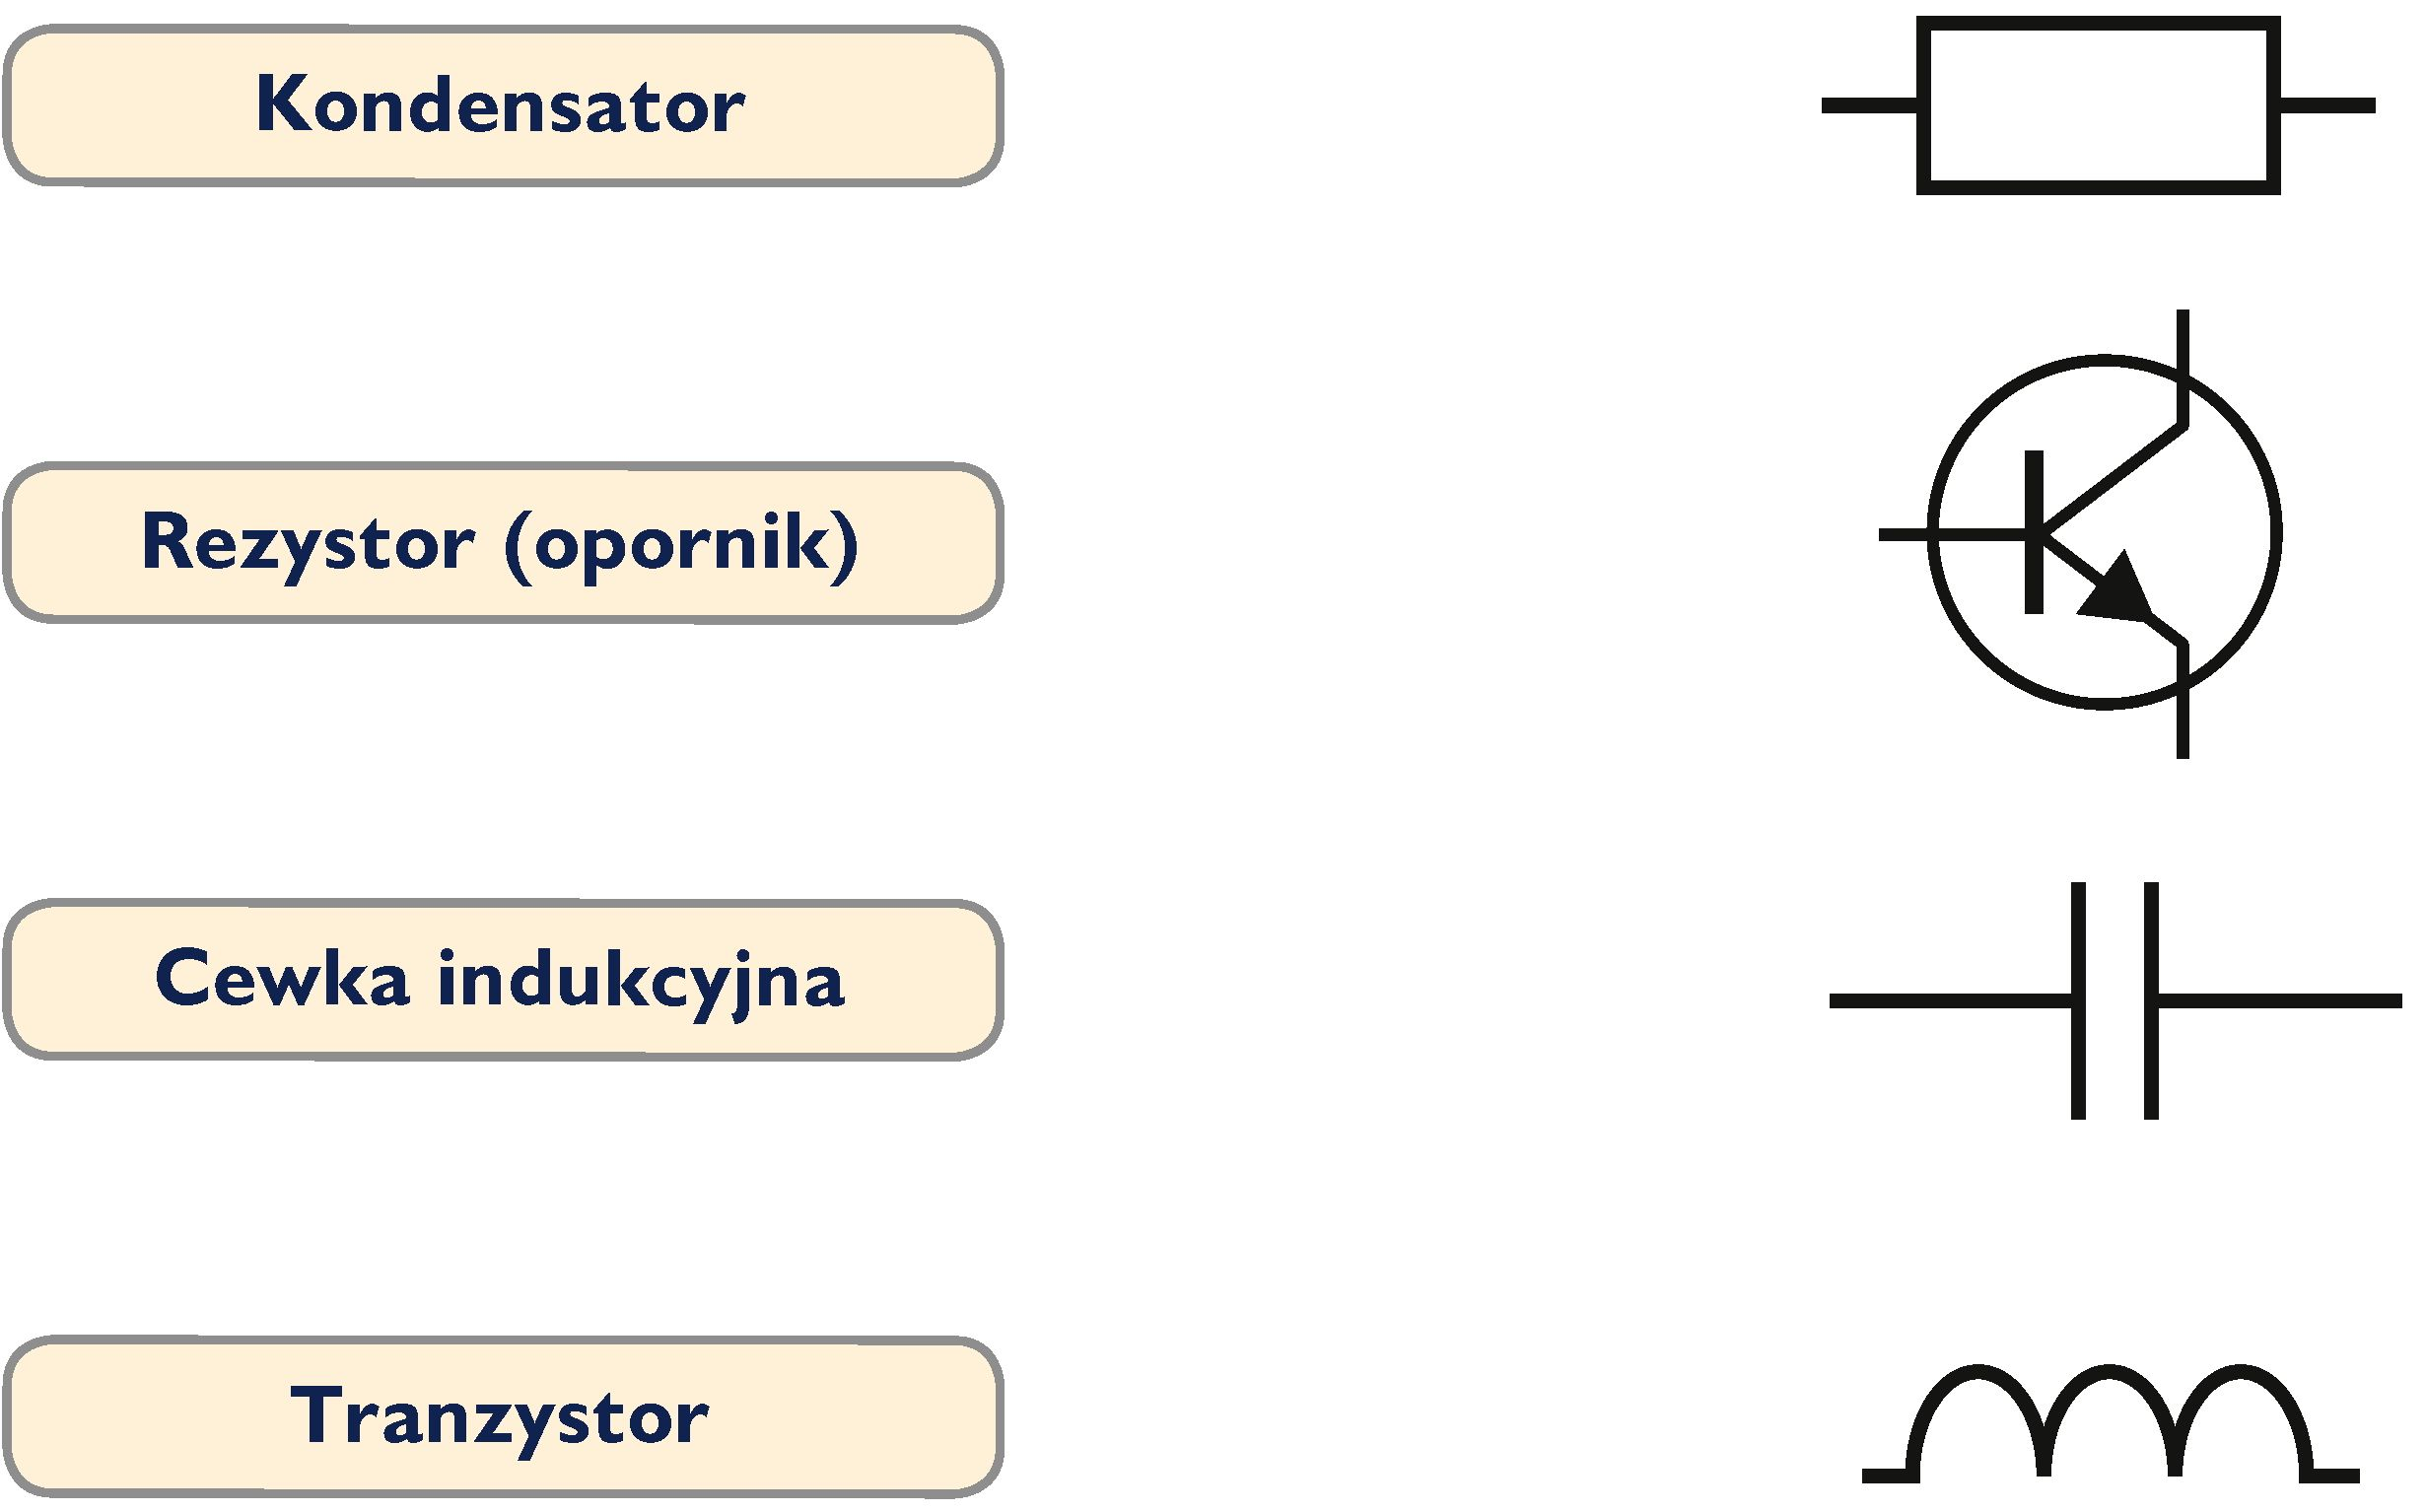 Kondensator
Rezystor (opornik)
Cewka indukcyjna
Tranzystor